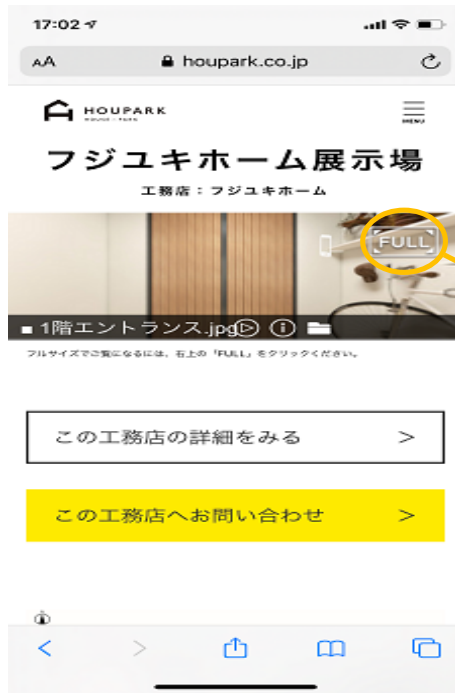 17:02
AA houpark.co.jp
HOUPARK
HOUSE × PARK
MENU
フジユキホーム展示場
工務店：フジユキホーム
FULL
■ 1階エントランス.jpg
フルサイズでご覧になるには、右上の「FULL」をクリックください。
この工務店の詳細をみる >
この工務店へお問い合わせ >